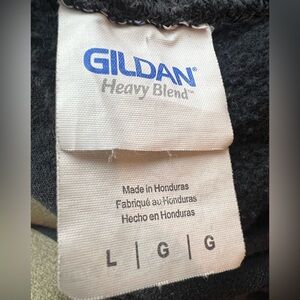 GILDAN®
Heavy Blend™
Made in Honduras
Fabriqué au Honduras
Hecho en Honduras
L | G | G